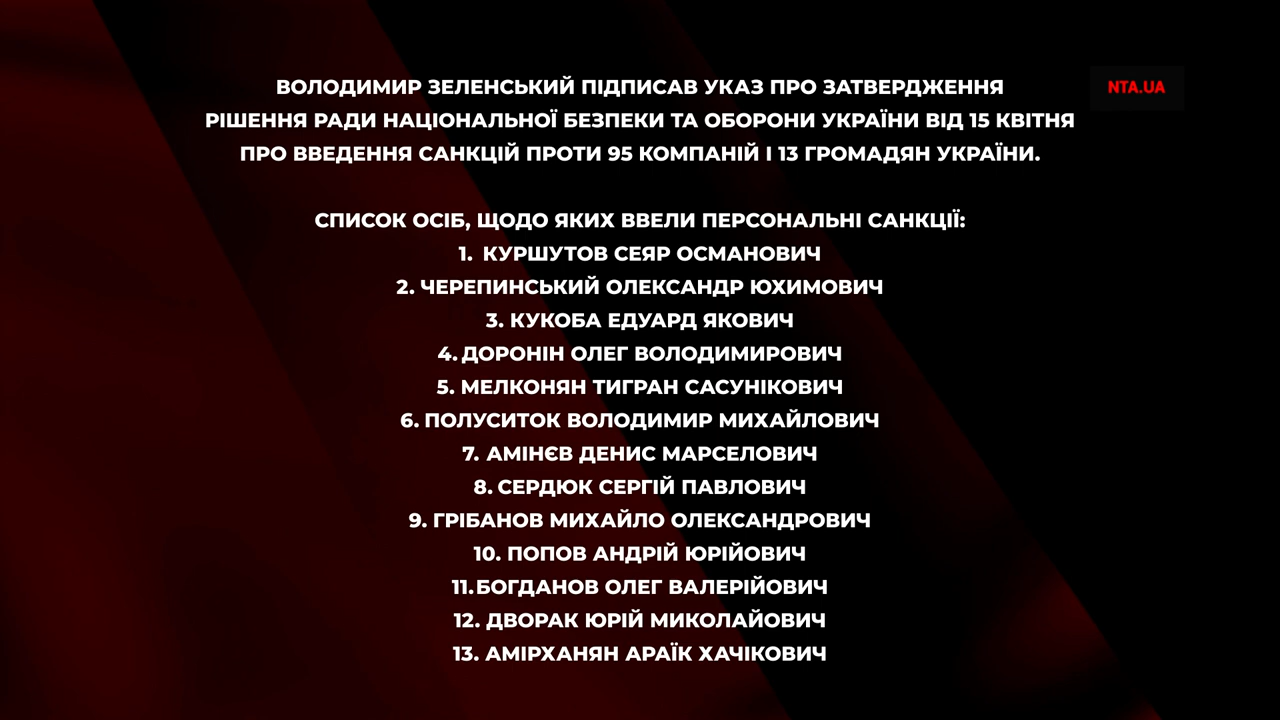 ВОЛОДИМИР ЗЕЛЕНСЬКИЙ ПІДПИСАВ УКАЗ ПРО ЗАТВЕРДЖЕННЯ
NTA.UA
РІШЕННЯ РАДИ НАЦІОНАЛЬНОЇ БЕЗПЕКИ ТА ОБОРОНИ УКРАЇНИ ВІД 15 КВІТНЯ
ПРО ВВЕДЕННЯ САНКЦІЙ ПРОТИ 95 КОМПАНІЙ І 13 ГРОМАДЯН УКРАЇНИ.
СПИСОК ОСІБ, ЩОДО ЯКИХ ВВЕЛИ ПЕРСОНАЛЬНІ САНКЦІЇ:
1. КУРШУТОВ СЕЯР ОСМАНОВИЧ
2. ЧЕРЕПИНСЬКИЙ ОЛЕКСАНДР ЮХИМОВИЧ
3. КУКОБА ЕДУАРД ЯКОВИЧ
4. ДОРОНІН ОЛЕГ ВОЛОДИМИРОВИЧ
5. МЕЛКОНЯН ТИГРАН САСУНІКОВИЧ
6. ПОЛУСИТОК ВОЛОДИМИР МИХАЙЛОВИЧ
7. АМІНЄВ ДЕНИС МАРСЕЛОВИЧ
8. СЕРДЮК СЕРГІЙ ПАВЛОВИЧ
9. ГРІБАНОВ МИХАЙЛО ОЛЕКСАНДРОВИЧ
10. ПОПОВ АНДРІЙ ЮРІЙОВИЧ
11. БОГДАНОВ ОЛЕГ ВАЛЕРІЙОВИЧ
12. ДВОРАК ЮРІЙ МИКОЛАЙОВИЧ
13. АМІРХАНЯН АРАЇК ХАЧІКОВИЧ